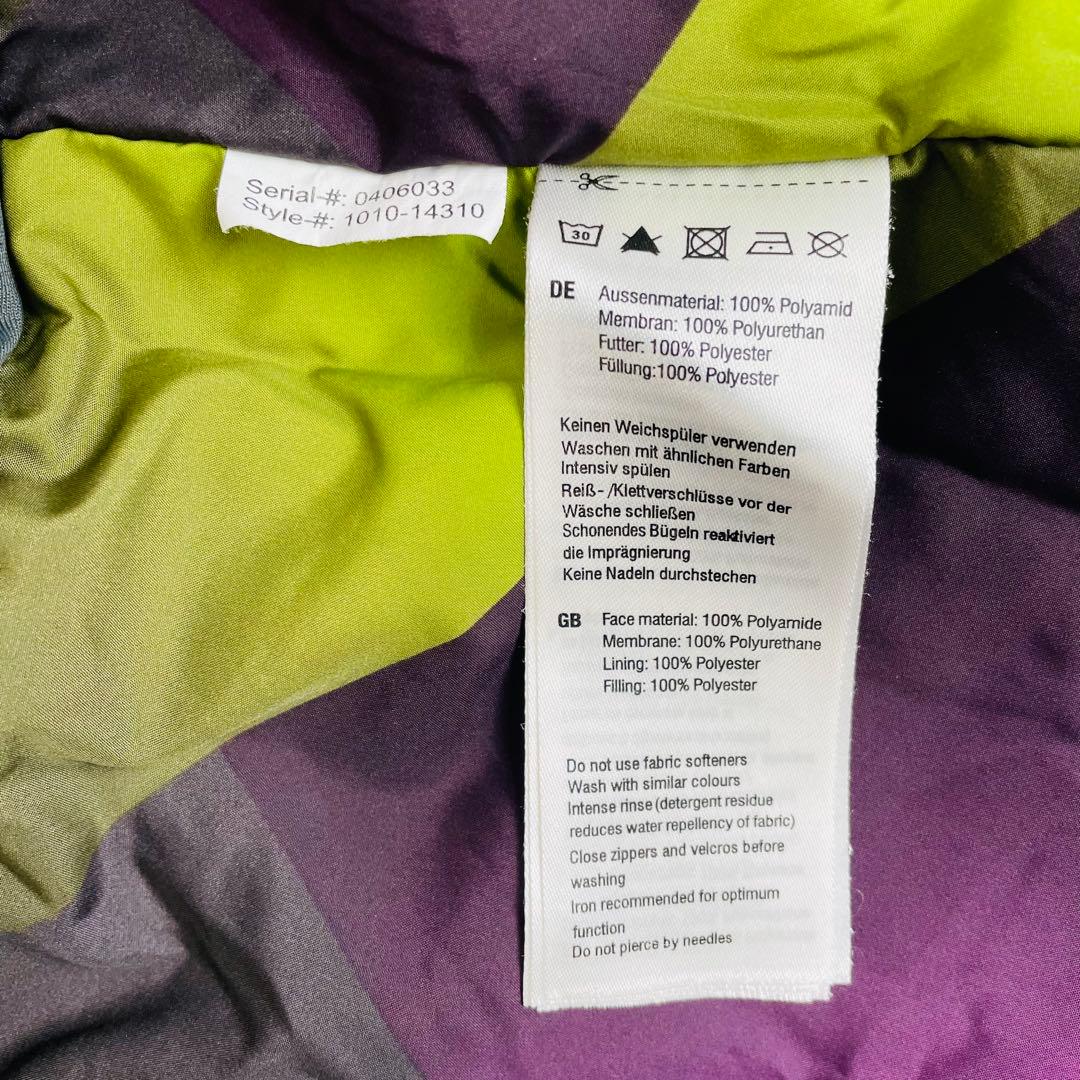 Serial-#: 0406033
Style-#: 1010-14310
30
DE Aussenmaterial: 100% Polyamid
Membran: 100% Polyurethan
Futter: 100% Polyester
Füllung:100% Polyester
Keinen Weichspüler verwenden
Waschen mit ähnlichen Farben
Intensiv spülen
Reiß- /Klettverschlüsse vor der
Wäsche schließen
Schonendes Bügeln reaktiviert
die Imprägnierung
Keine Nadeln durchstechen
GB Face material: 100% Polyamide
Membrane: 100% Polyurethane
Lining: 100% Polyester
Filling: 100% Polyester
Do not use fabric softeners
Wash with similar colours
Intense rinse (detergent residue
reduces water repellency of fabric)
Close zippers and velcros before
washing
Iron recommended for optimum
function
Do not pierce by needles